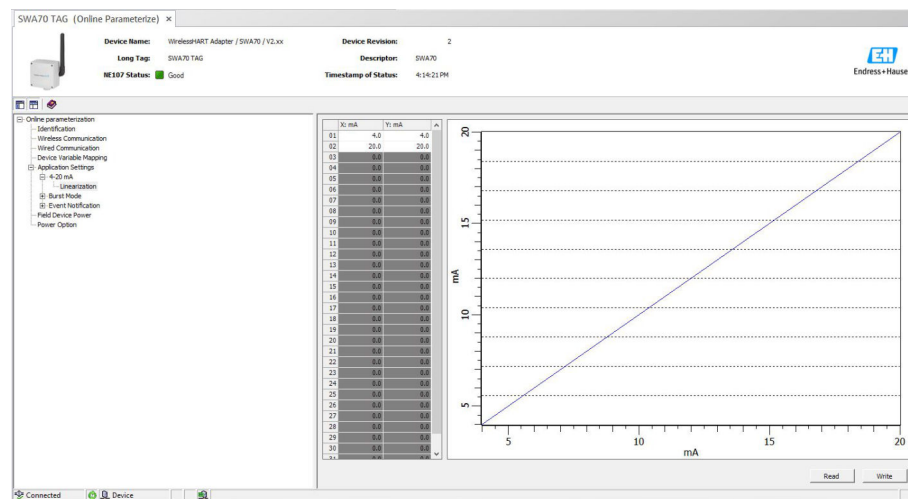 SWA70 TAG (Online Parameterize) ×
Device Name: WirelessHART Adapter / SWA70 / V2.xx Device Revision: 2
Long Tag: SWA70 TAG Descriptor: SWA70
NE107 Status: Good Timestamp of Status: 4:14:21 PM
Endress+Hause
Online parameterization
Identification
Wireless Communication
Wired Communication
Device Variable Mapping
Application Settings
4-20 mA
Linearization
Burst Mode
Event Notification
Field Device Power
Power Option
X: mA Y: mA
01 4.0 4.0
02 20.0 20.0
03 0.0 0.0
04 0.0 0.0
05 0.0 0.0
06 0.0 0.0
07 0.0 0.0
08 0.0 0.0
09 0.0 0.0
10 0.0 0.0
11 0.0 0.0
12 0.0 0.0
13 0.0 0.0
14 0.0 0.0
15 0.0 0.0
16 0.0 0.0
17 0.0 0.0
18 0.0 0.0
19 0.0 0.0
20 0.0 0.0
21 0.0 0.0
22 0.0 0.0
23 0.0 0.0
24 0.0 0.0
25 0.0 0.0
26 0.0 0.0
27 0.0 0.0
28 0.0 0.0
29 0.0 0.0
30 0.0 0.0
20
15
mA
10
5
5 10 15 20
mA
Read Write
Connected Device